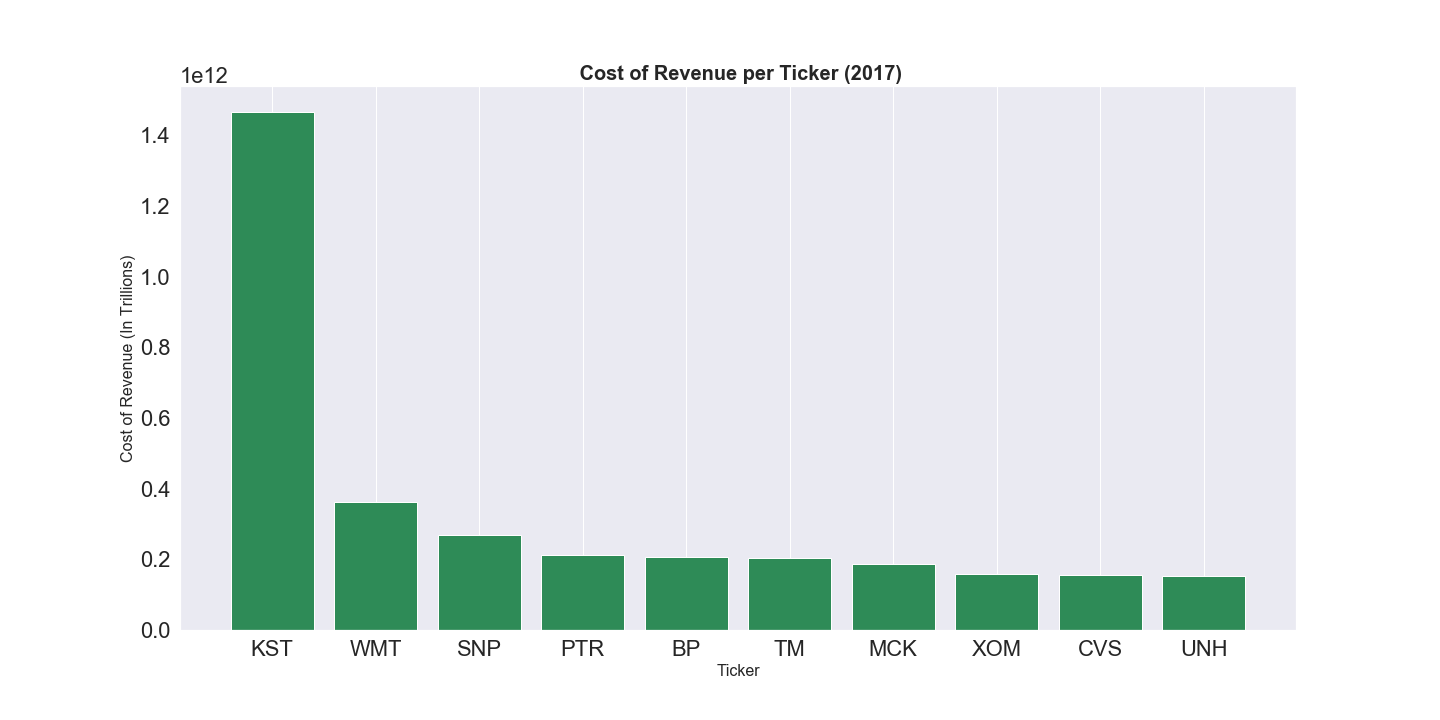 Cost of Revenue per Ticker (2017)
1e12
1.4
1.2
1.0
0.8
0.6
0.4
0.2
0.0
Cost of Revenue (In Trillions)
KST WMT SNP PTR BP TM MCK XOM CVS UNH
Ticker